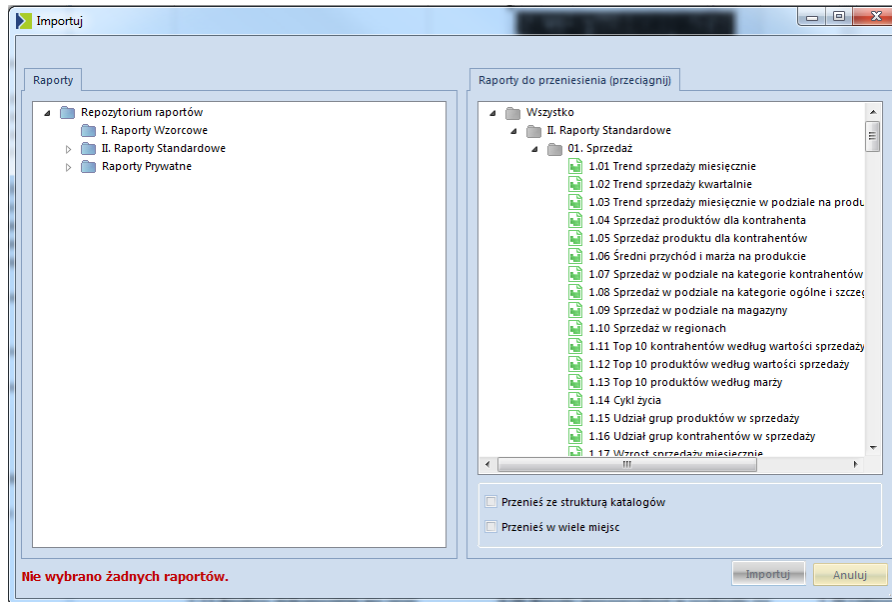 Importuj
Raporty
Repozytorium raportów
I. Raporty Wzorcowe
II. Raporty Standardowe
Raporty Prywatne
Raporty do przeniesienia (przeciągnij)
Wszystko
II. Raporty Standardowe
01. Sprzedaż
1.01 Trend sprzedaży miesięcznie
1.02 Trend sprzedaży kwartalnie
1.03 Trend sprzedaży miesięcznie w podziale na produ
1.04 Sprzedaż produktów dla kontrahenta
1.05 Sprzedaż produktu dla kontrahentów
1.06 Średni przychód i marża na produkcie
1.07 Sprzedaż w podziale na kategorie kontrahentów
1.08 Sprzedaż w podziale na kategorie ogólne i szczeg
1.09 Sprzedaż w podziale na magazyny
1.10 Sprzedaż w regionach
1.11 Top 10 kontrahentów według wartości sprzedaży
1.12 Top 10 produktów według wartości sprzedaży
1.13 Top 10 produktów według marży
1.14 Cykl życia
1.15 Udział grup produktów w sprzedaży
1.16 Udział grup kontrahentów w sprzedaży
1.17 Wzrost sprzedaży miesięcznie
Przenieś ze strukturą katalogów
Przenieś w wiele miejsc
Nie wybrano żadnych raportów.
Importuj
Anuluj